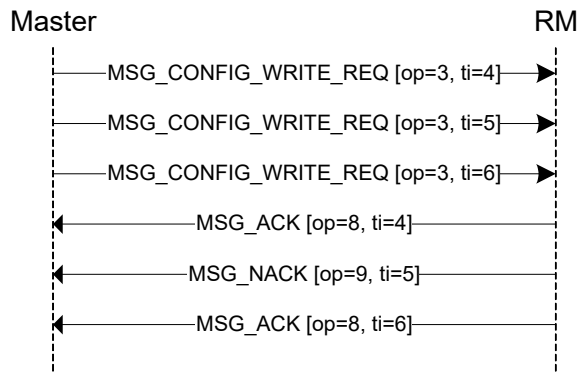 Master RM
MSG_CONFIG_WRITE_REQ [op=3, ti=4]
MSG_CONFIG_WRITE_REQ [op=3, ti=5]
MSG_CONFIG_WRITE_REQ [op=3, ti=6]
MSG_ACK [op=8, ti=4]
MSG_NACK [op=9, ti=5]
MSG_ACK [op=8, ti=6]